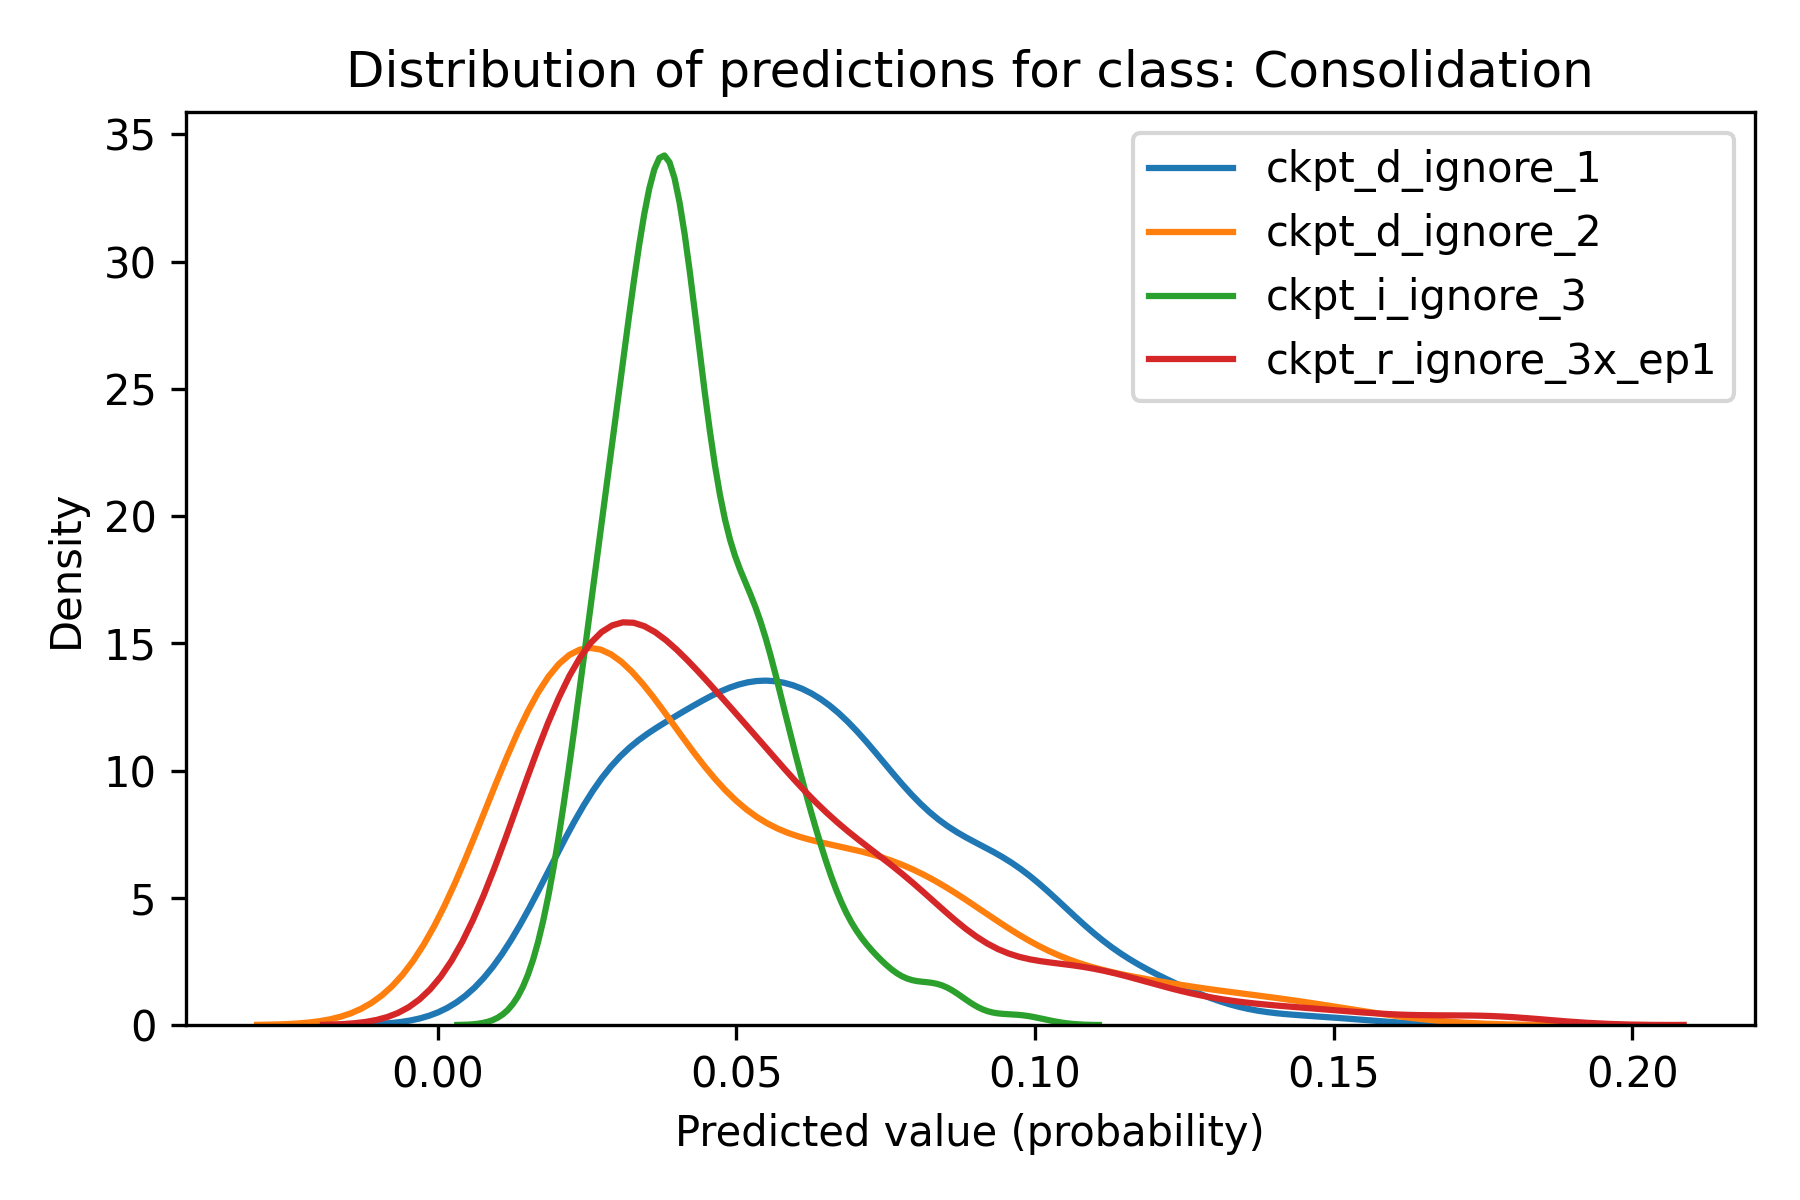 Distribution of predictions for class: Consolidation
35
30
25
20
15
10
5
0
Density
ckpt_d_ignore_1
ckpt_d_ignore_2
ckpt_i_ignore_3
ckpt_r_ignore_3x_ep1
0.00 0.05 0.10 0.15 0.20
Predicted value (probability)